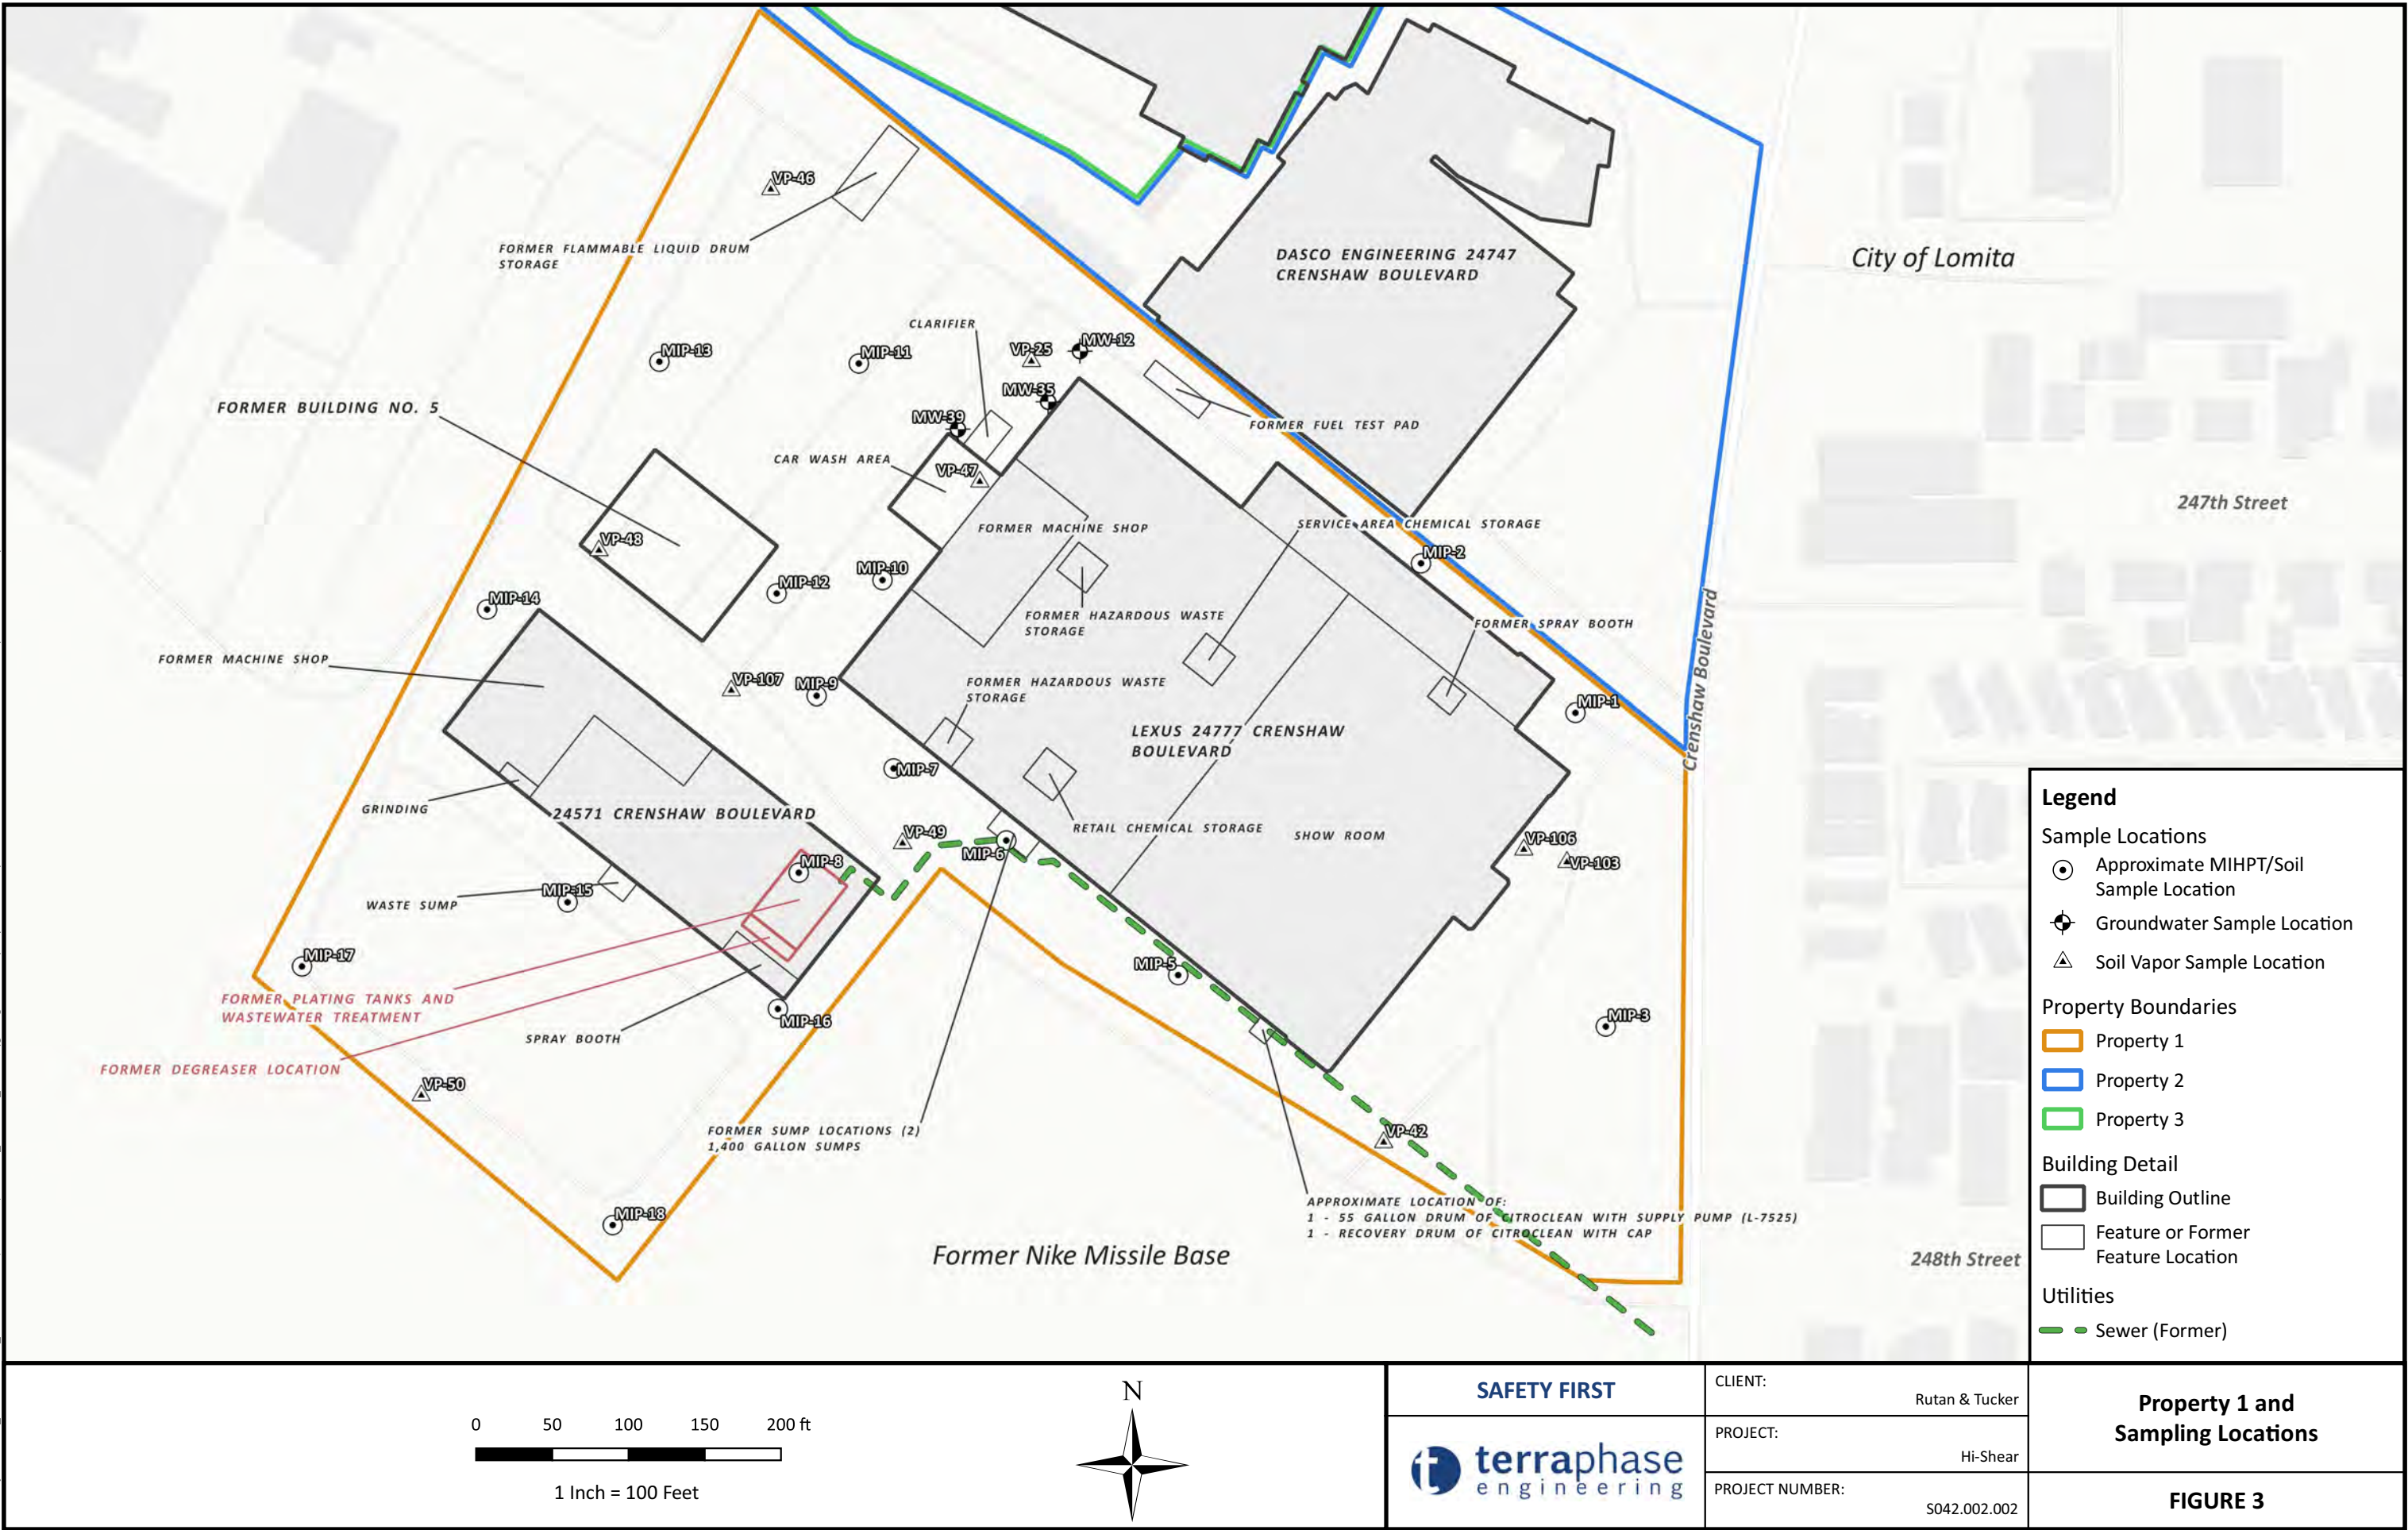 VP-46
FORMER FLAMMABLE LIQUID DRUM
STORAGE
DASCO ENGINEERING 24747
CRENSHAW BOULEVARD
City of Lomita
CLARIFIER
MIP-13
MIP-11
VP-25
MW-12
MW-35
FORMER BUILDING NO. 5
MW-39
FORMER FUEL TEST PAD
CAR WASH AREA
VP-47
247th Street
FORMER MACHINE SHOP
SERVICE AREA CHEMICAL STORAGE
VP-48
MIP-2
MIP-10
MIP-12
MIP-14
FORMER HAZARDOUS WASTE
STORAGE
FORMER SPRAY BOOTH
Crenshaw Boulevard
FORMER MACHINE SHOP
VP-107
MIP-9
FORMER HAZARDOUS WASTE
STORAGE
MIP-1
LEXUS 24777 CRENSHAW
BOULEVARD
MIP-7
GRINDING
24571 CRENSHAW BOULEVARD
VP-49
RETAIL CHEMICAL STORAGE
SHOW ROOM
VP-106
MIP-6
VP-103
MIP-8
MIP-15
WASTE SUMP
MIP-17
MIP-5
FORMER PLATING TANKS AND
WASTEWATER TREATMENT
MIP-16
MIP-3
SPRAY BOOTH
FORMER DEGREASER LOCATION
VP-50
FORMER SUMP LOCATIONS (2)
1,400 GALLON SUMPS
VP-42
APPROXIMATE LOCATION OF:
1 - 55 GALLON DRUM OF CITROCLEAN WITH SUPPLY PUMP (L-7525)
1 - RECOVERY DRUM OF CITROCLEAN WITH CAP
MIP-18
Former Nike Missile Base
248th Street
Legend
Sample Locations
Approximate MIHPT/Soil
Sample Location
Groundwater Sample Location
Soil Vapor Sample Location
Property Boundaries
Property 1
Property 2
Property 3
Building Detail
Building Outline
Feature or Former
Feature Location
Utilities
Sewer (Former)
0 50 100 150 200 ft
1 Inch = 100 Feet
N
SAFETY FIRST
terraphase
engineering
CLIENT:
Rutan & Tucker
PROJECT:
Hi-Shear
PROJECT NUMBER:
S042.002.002
Property 1 and
Sampling Locations
FIGURE 3